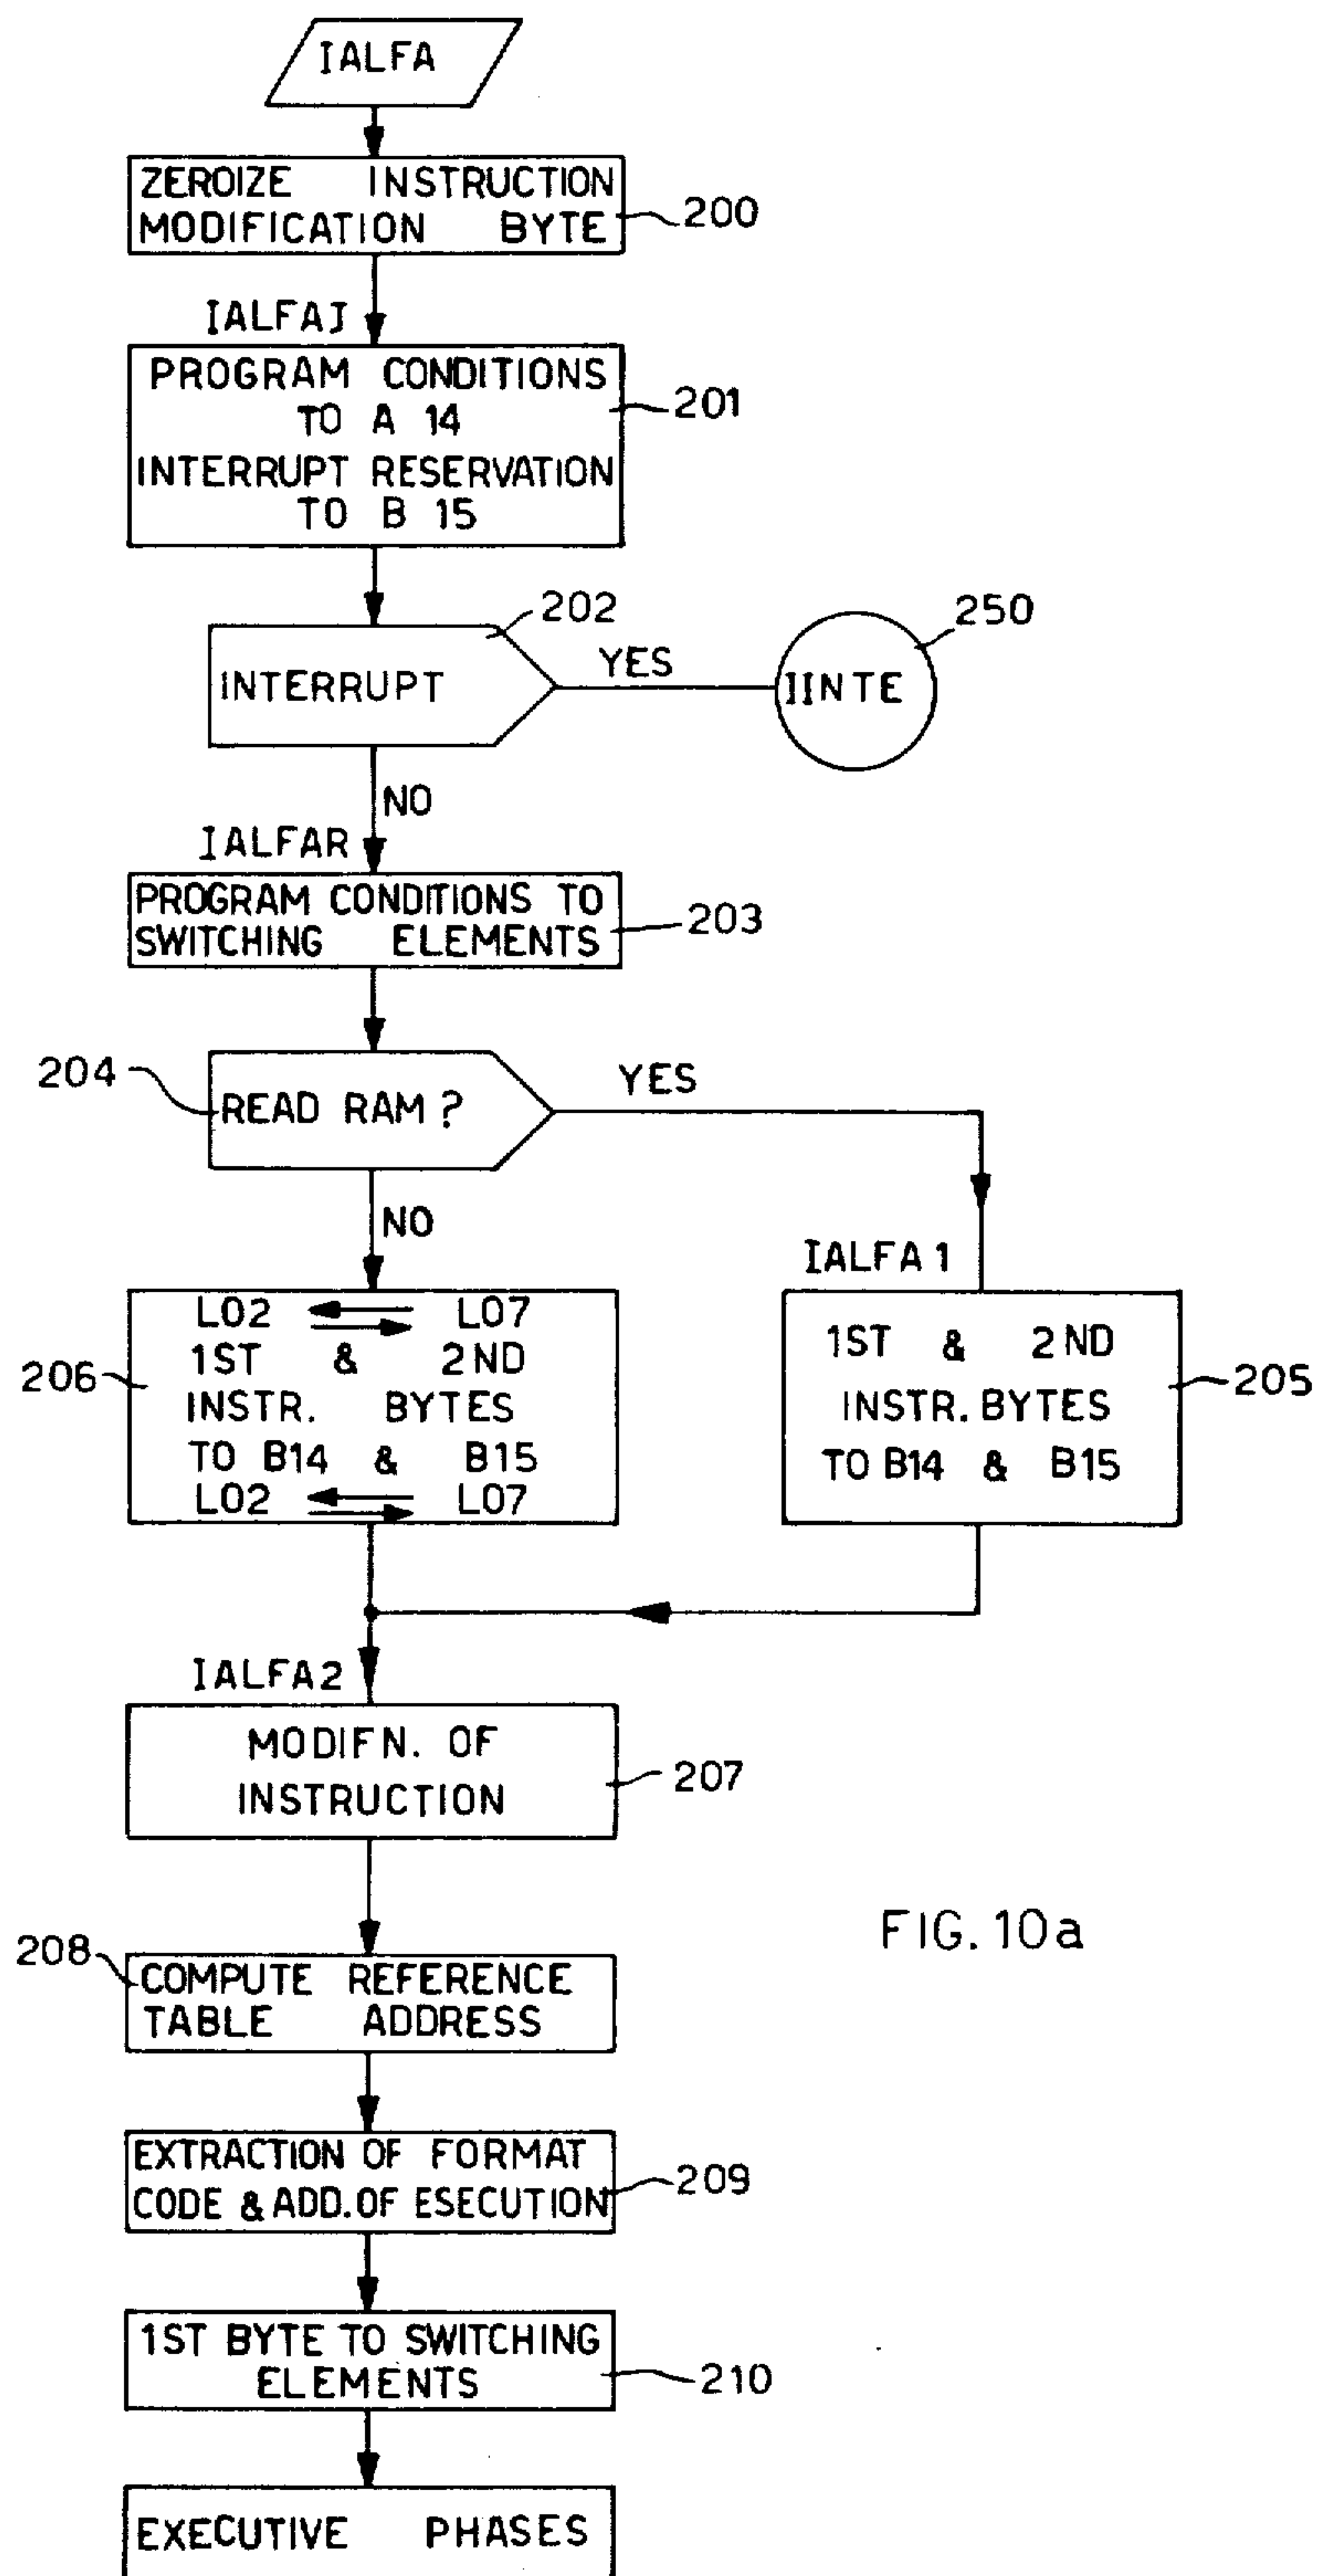 IALFA
ZEROIZE INSTRUCTION
MODIFICATION BYTE
200
IALFAJ
PROGRAM CONDITIONS
TO A 14
INTERRUPT RESERVATION
TO B 15
201
202
INTERRUPT
YES
250
IINTE
NO
IALFAR
PROGRAM CONDITIONS TO
SWITCHING ELEMENTS
203
204
READ RAM ?
YES
NO
IALFA 1
L02 L07
1ST & 2ND
INSTR. BYTES
TO B14 & B15
L02 L07
206
1ST & 2ND
INSTR. BYTES
TO B14 & B15
205
IALFA2
MODIFN. OF
INSTRUCTION
207
FIG. 10a
208
COMPUTE REFERENCE
TABLE ADDRESS
EXTRACTION OF FORMAT
CODE & ADD. OF ESECUTION
209
1ST BYTE TO SWITCHING
ELEMENTS
210
EXECUTIVE PHASES